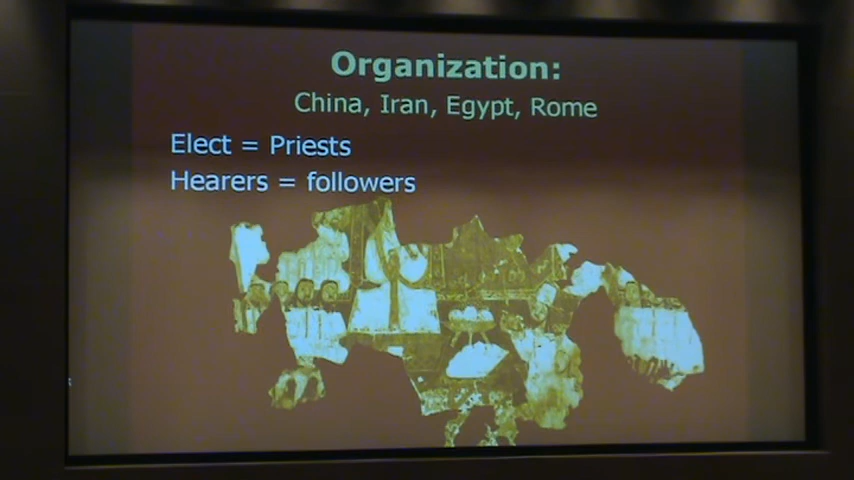 Organization:
China, Iran, Egypt, Rome
Elect = Priests
Hearers = followers